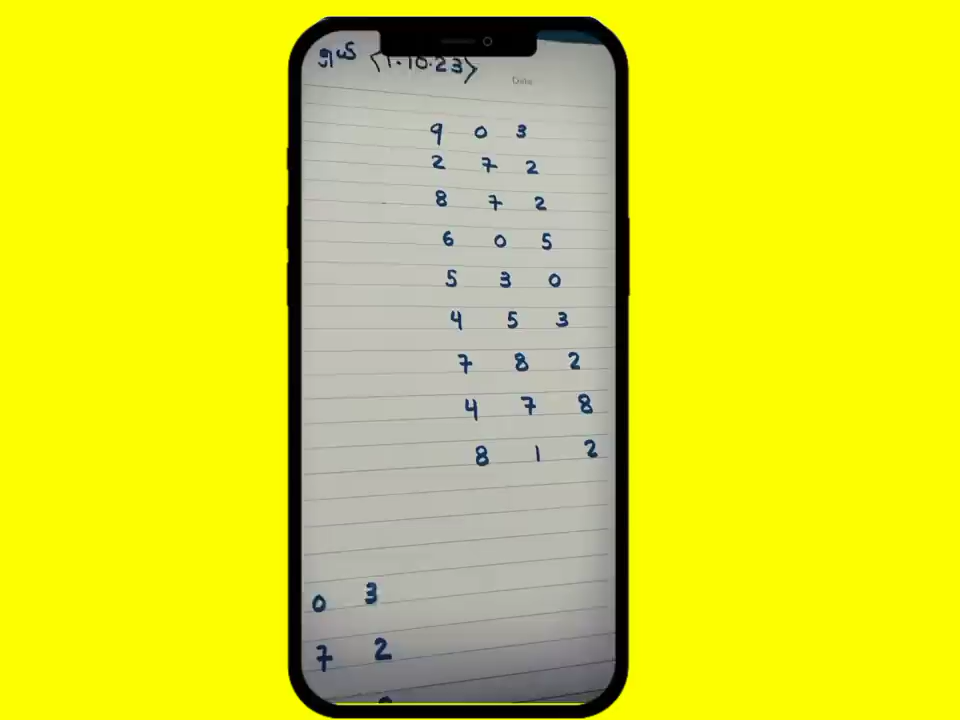 <1.10.23>
Date
9 0 3
2 7 2
8 7 2
6 0 5
5 3 0
4 5 3
7 8 2
4 7 8
8 1 2
0 3
7 2